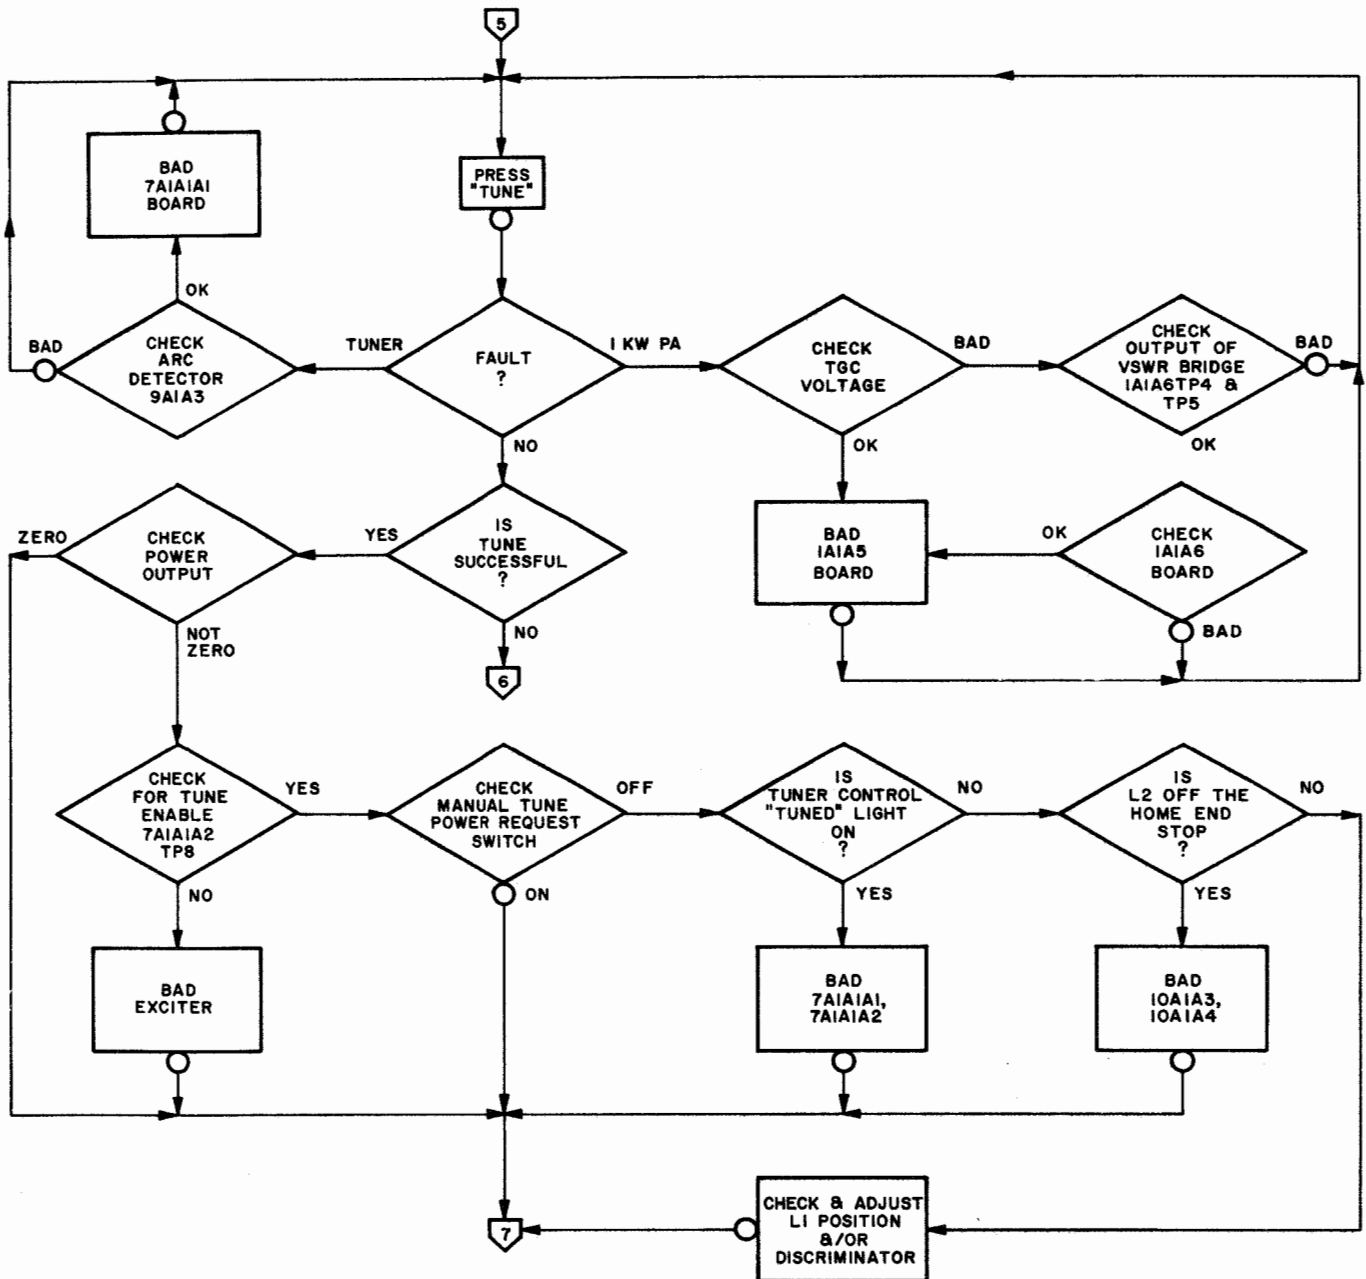 5
BAD
7A1A1A1
BOARD
PRESS
"TUNE"
OK
BAD
CHECK
ARC
DETECTOR
9A1A3
TUNER
FAULT
?
1 KW PA
CHECK
TGC
VOLTAGE
BAD
CHECK
OUTPUT OF
VSWR BRIDGE
1A1A6TP4 &
TP5
BAD
NO
OK
OK
ZERO
CHECK
POWER
OUTPUT
YES
IS
TUNE
SUCCESSFUL
?
BAD
1A1A5
BOARD
OK
CHECK
1A1A6
BOARD
NOT
ZERO
NO
BAD
6
CHECK
FOR TUNE
ENABLE
7A1A1A2
TP8
YES
CHECK
MANUAL TUNE
POWER REQUEST
SWITCH
OFF
IS
TUNER CONTROL
"TUNED" LIGHT
ON
?
NO
IS
L2 OFF THE
HOME END
STOP
?
NO
NO
ON
YES
YES
BAD
EXCITER
BAD
7A1A1A1,
7A1A1A2
BAD
10A1A3,
10A1A4
7
CHECK & ADJUST
L1 POSITION
&/OR
DISCRIMINATOR